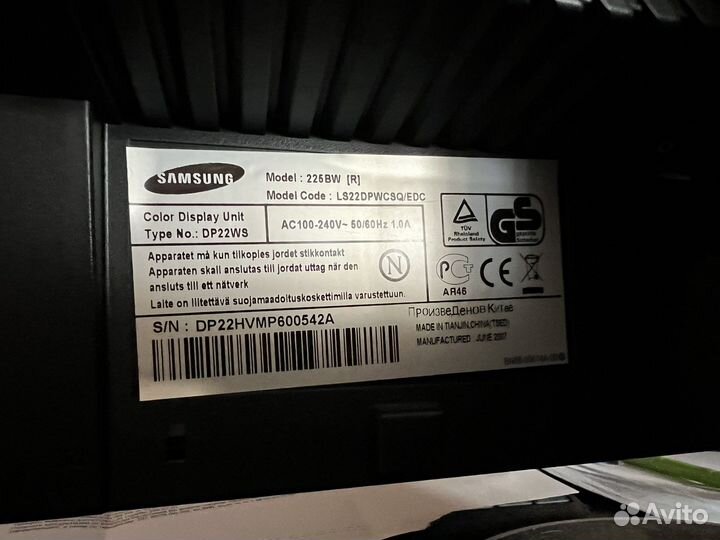 SAMSUNG
Model : 225BW [R]
Model Code : LS22DPWCSQ/EDC
Color Display Unit
Type No.: DP22WS
AC100-240V~ 50/60Hz 1.0A
Apparatet må kun tilkoples jordet stikkontakt
Apparaten skall anslutas till jordat uttag när den
ansluts till ett nätverk
Laite on liitettävä suojamaadoituskoskettimilla varustettuun.
N
TÜV
Rheinland
Product Safety
GS
РСТ
AR46
CE
S/N : DP22HVMP600542A
ПроизвеДеНов Китае
MADE IN TIANJIN,CHINA(TSED)
MANUFACTURED : JUNE 2007
Avito